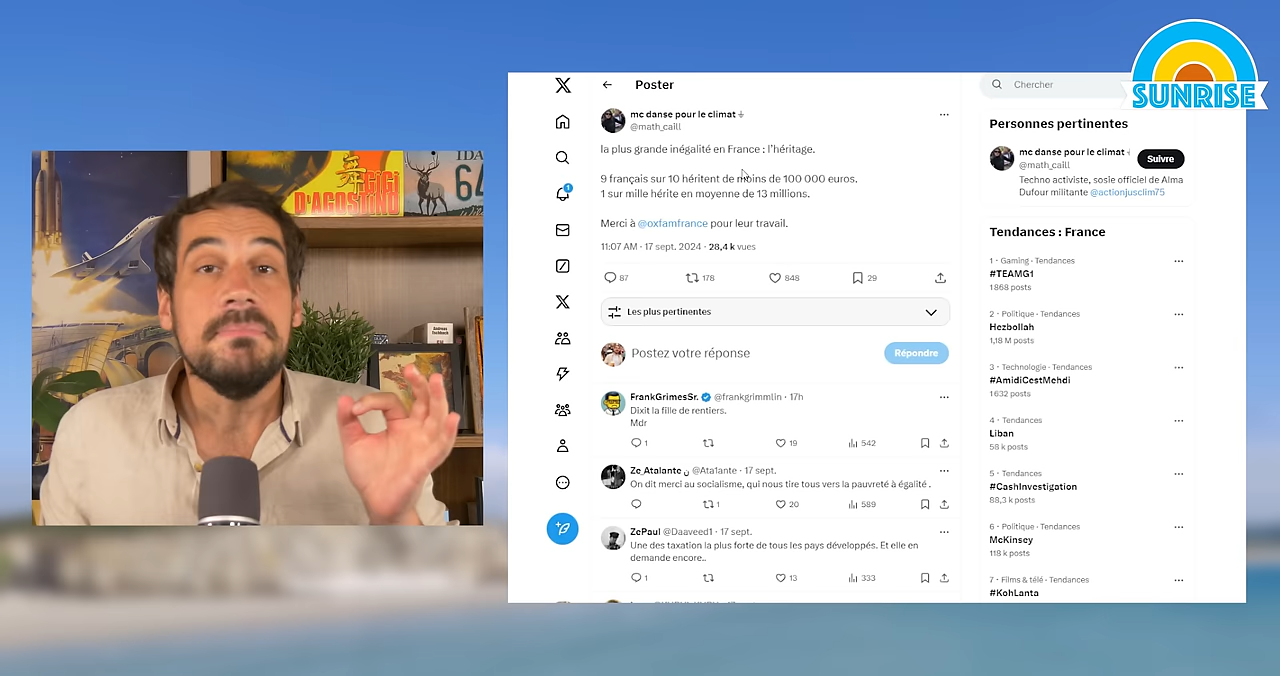 SUNRISE
GIGI
D'AGOSTINO
IDA
64
X
Poster
Chercher
mc danse pour le climat
@math_caill
la plus grande inégalité en France : l'héritage.
9 français sur 10 héritent de moins de 100 000 euros.
1 sur mille hérite en moyenne de 13 millions.
Merci à @oxfamfrance pour leur travail.
11:07 AM · 17 sept. 2024 · 28,4 k vues
87 178 848 29
Les plus pertinentes
Postez votre réponse
Répondre
FrankGrimesSr. @frankgrimmlin · 17h
Dixit la fille de rentiers.
Mdr
1 19 542
Ze_Atalante ن @Ata1ante · 17 sept.
On dit merci au socialisme, qui nous tire tous vers la pauvreté à égalité .
1 20 589
ZePaul @Daaveed1 · 17 sept.
Une des taxation la plus forte de tous les pays développés. Et elle en
demande encore..
1 13 333
Personnes pertinentes
mc danse pour le climat
@math_caill
Suivre
Techno activiste, sosie officiel de Alma
Dufour militante @actionjusclim75
Tendances : France
1 · Gaming · Tendances
#TEAMG1
1 868 posts
2 · Politique · Tendances
Hezbollah
1,18 M posts
3 · Technologie · Tendances
#AmidiCestMehdi
1 632 posts
4 · Tendances
Liban
58 k posts
5 · Tendances
#CashInvestigation
88,3 k posts
6 · Politique · Tendances
McKinsey
118 k posts
7 · Films & télé · Tendances
#KohLanta